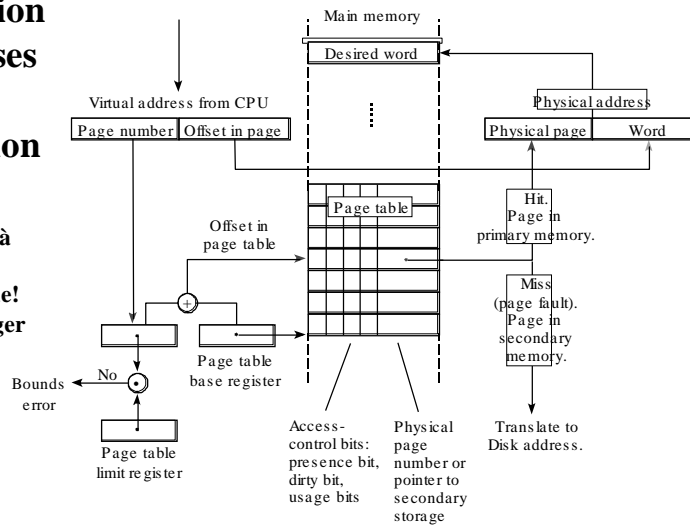 ion
ses
ion
à
e!
ger
Main memory
Desired word
Virtual address from CPU
Page number
Offset in page
Physical address
Physical page
Word
Page table
Offset in
page table
Hit.
Page in
primary memory.
Miss
(page fault).
Page in
secondary
memory.
+
Page table
base register
No
Bounds
error
Page table
limit register
Access-
control bits:
presence bit,
dirty bit,
usage bits
Physical
page
number or
pointer to
secondary
storage
Translate to
Disk address.